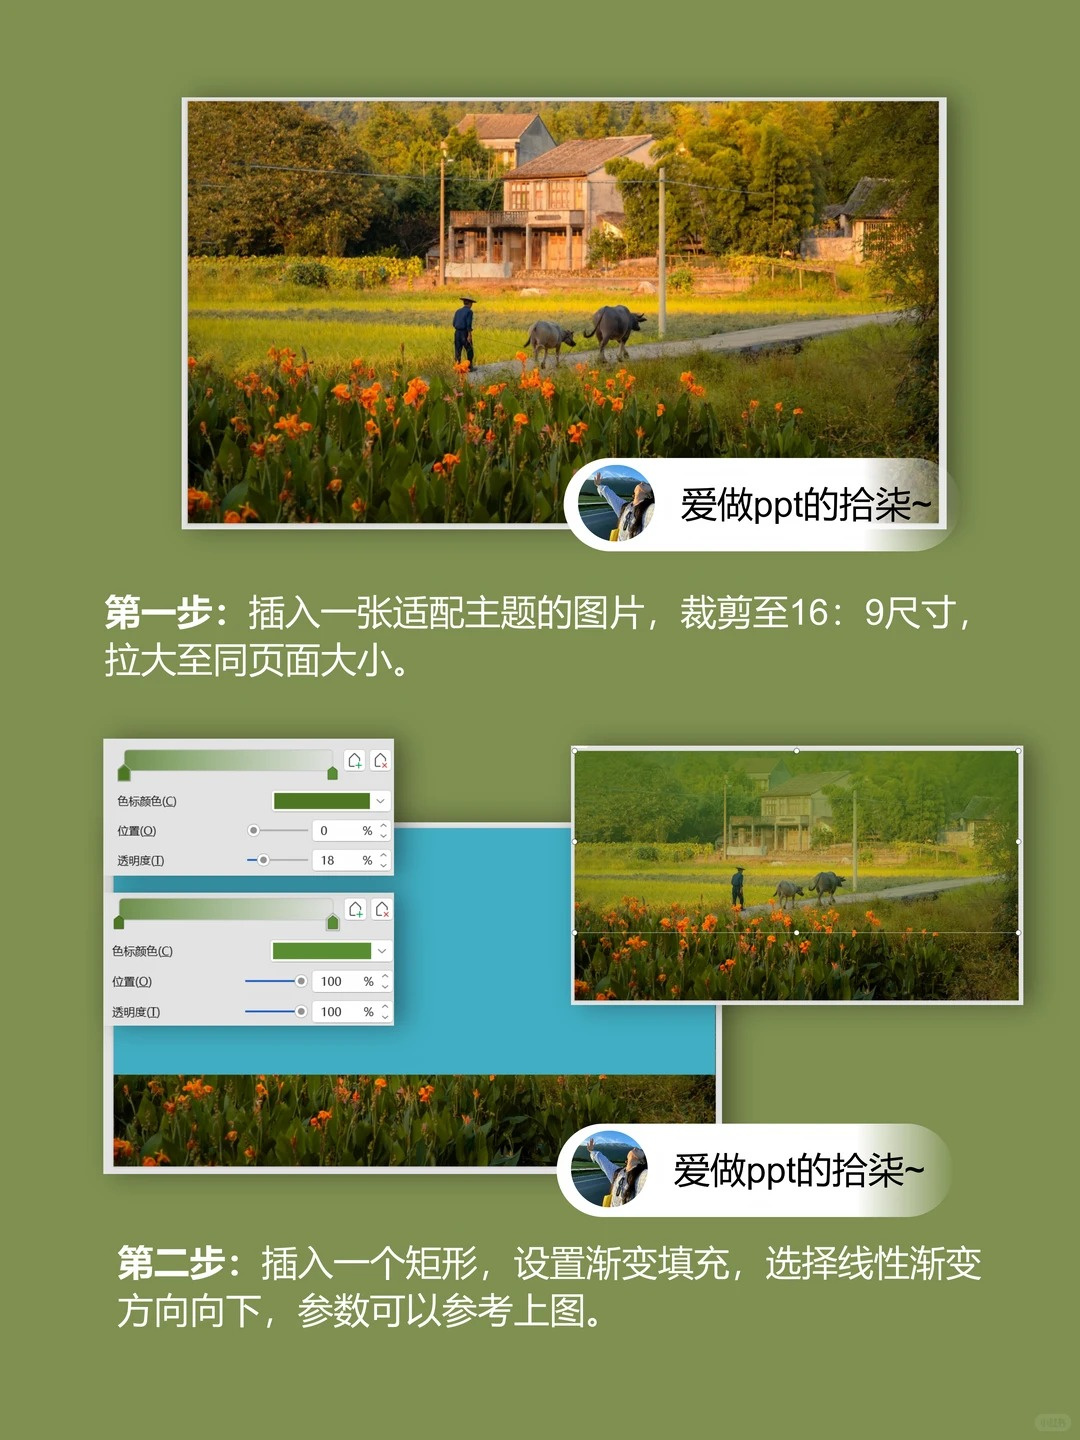 爱做ppt的拾柒~
第一步：插入一张适配主题的图片，裁剪至16：9尺寸，
拉大至同页面大小。
色标颜色(C)
位置(O) 0 %
透明度(T) 18 %
色标颜色(C)
位置(O) 100 %
透明度(T) 100 %
爱做ppt的拾柒~
第二步：插入一个矩形，设置渐变填充，选择线性渐变
方向向下，参数可以参考上图。
小红书